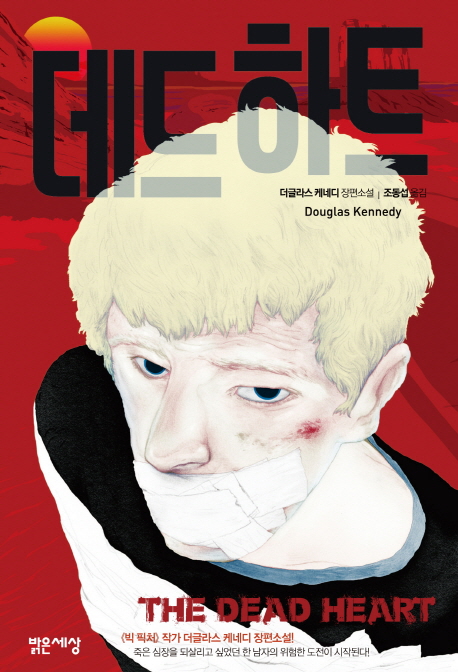 데드하트
더글라스 케네디 장편소설 | 조동섭 옮김
Douglas Kennedy
THE DEAD HEART
《빅 픽처》 작가 더글라스 케네디 장편소설!
죽은 심장을 되살리고 싶었던 한 남자의 위험한 도전이 시작된다!
밝은세상